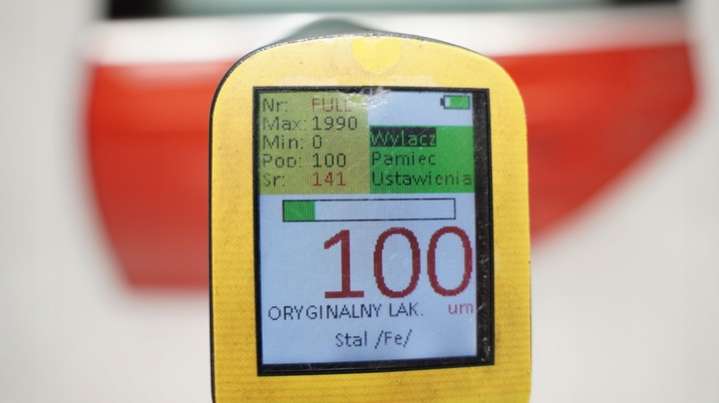 Nr: FULL
Max: 1990
Min: 0
Pop: 100
Sr: 141
Wylacz
Pamiec
Ustawienia
100
um
ORYGINALNY LAK.
Stal /Fe/